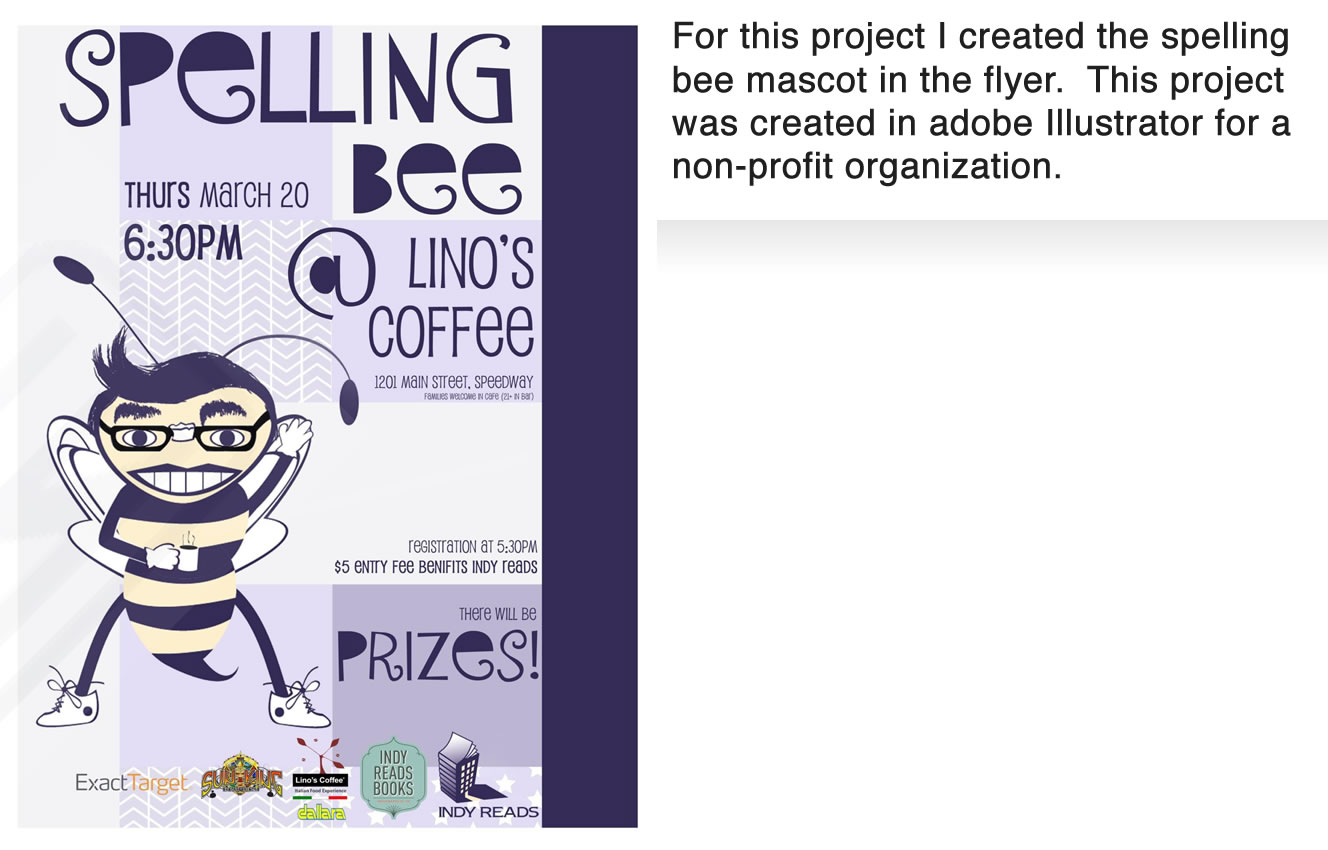 SPELLING
BEE
THURS MARCH 20
6:30PM
@ LINO'S
COFFEE
1201 MAIN STREET, SPEEDWAY
FAMILIES WELCOME IN CAFE (21+ IN BAR)
REGISTRATION AT 5:30PM
$5 ENTRY FEE BENIFITS INDY READS
THERE WILL BE
PRIZES!
ExactTarget
SUN KING
Lino's Coffee
Italian Food Experience
dallara
INDY
READS
BOOKS
INDY READS
For this project I created the spelling
bee mascot in the flyer. This project
was created in adobe Illustrator for a
non-profit organization.